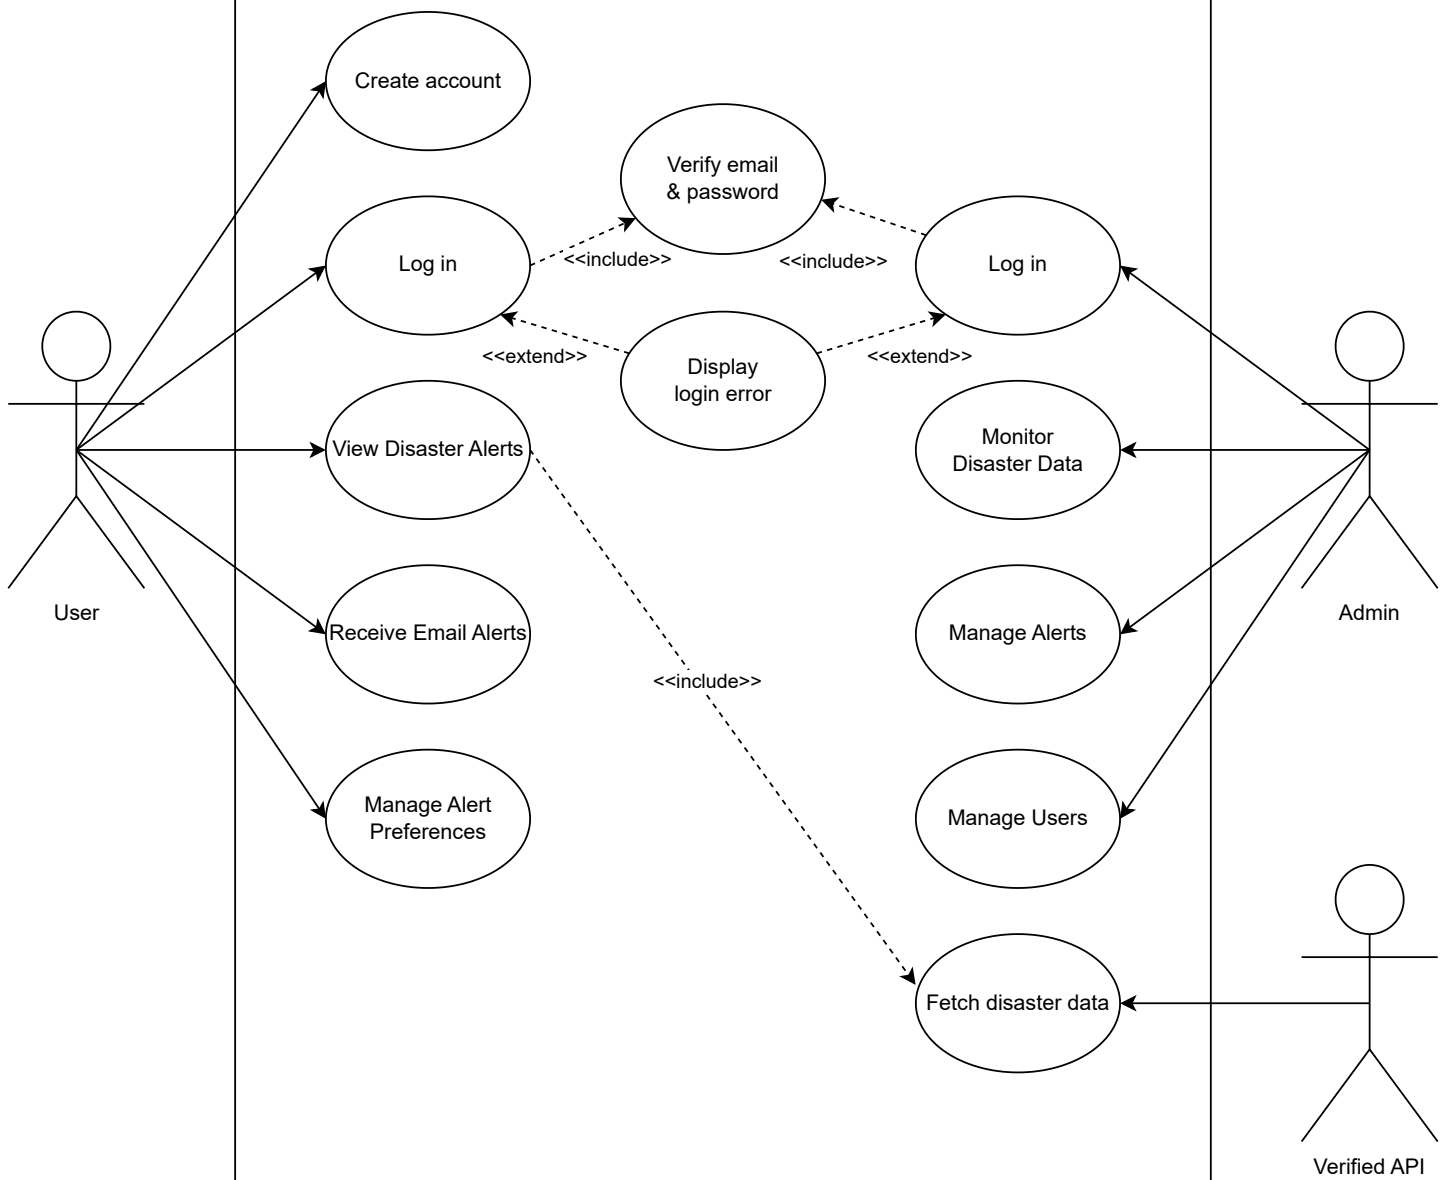 Create account
Verify email
& password
Log in
<<include>>
<<include>>
Log in
<<extend>>
Display
login error
<<extend>>
View Disaster Alerts
Monitor
Disaster Data
User
Receive Email Alerts
Manage Alerts
Admin
<<include>>
Manage Alert
Preferences
Manage Users
Fetch disaster data
Verified API